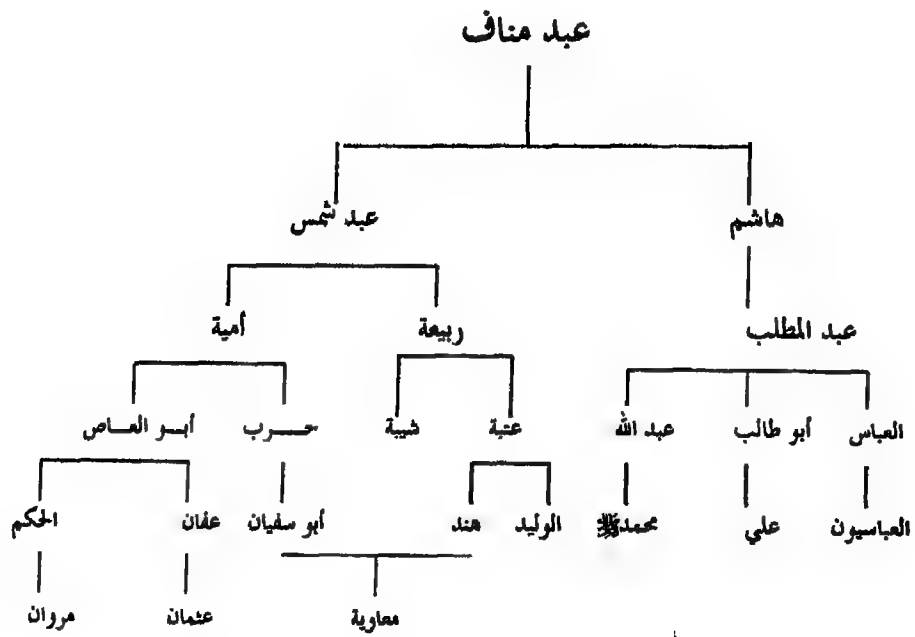 عبد مناف
هاشم عبد شمس
عبد المطلب ربيعة أمية
العباس أبو طالب عبد الله عتبة شيبة حرب أبو العاص
العباسيون علي محمد ﷺ الوليد هند أبو سفيان عفان الحكم
معاوية عثمان مروان